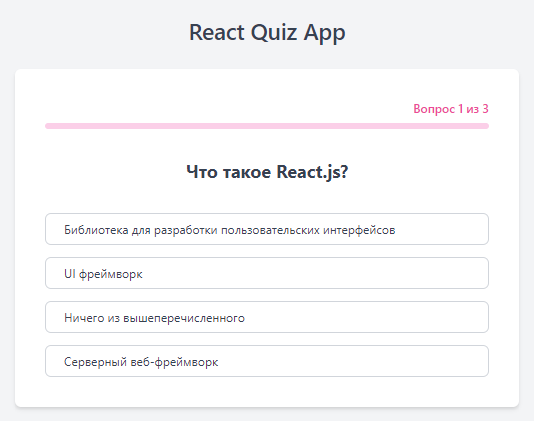 React Quiz App
Вопрос 1 из 3
Что такое React.js?
Библиотека для разработки пользовательских интерфейсов
UI фреймворк
Ничего из вышеперечисленного
Серверный веб-фреймворк